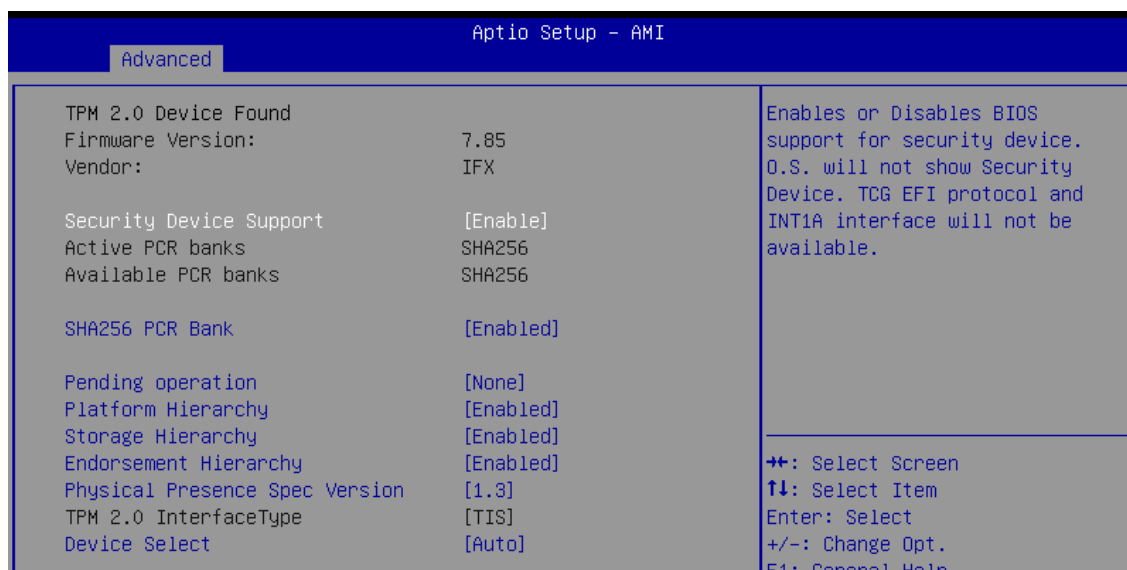 Aptio Setup - AMI
Advanced
TPM 2.0 Device Found
Firmware Version: 7.85
Vendor: IFX
Security Device Support [Enable]
Active PCR banks SHA256
Available PCR banks SHA256
SHA256 PCR Bank [Enabled]
Pending operation [None]
Platform Hierarchy [Enabled]
Storage Hierarchy [Enabled]
Endorsement Hierarchy [Enabled]
Physical Presence Spec Version [1.3]
TPM 2.0 InterfaceType [TIS]
Device Select [Auto]
Enables or Disables BIOS
support for security device.
O.S. will not show Security
Device. TCG EFI protocol and
INT1A interface will not be
available.
→←: Select Screen
↑↓: Select Item
Enter: Select
+/-: Change Opt.
F1: General Help